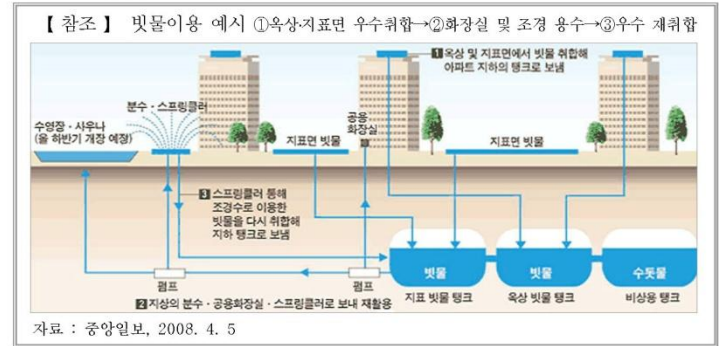 【 참조 】 빗물이용 예시 ①옥상·지표면 우수취합→②화장실 및 조경 용수→③우수 재취합
1 옥상 및 지표면에서 빗물 취합해
아파트 지하의 탱크로 보냄
분수 · 스프링클러
수영장 · 사우나
(올 하반기 개장 예정)
공용
화장실
지표면 빗물
지표면 빗물
3 스프링클러 통해
조경수로 이용한
빗물을 다시 취합해
지하 탱크로 보냄
빗물
빗물
수돗물
펌프
펌프
지표 빗물 탱크
옥상 빗물 탱크
비상용 탱크
2 지상의 분수 · 공용화장실 · 스프링클러로 보내 재활용
자료 : 중앙일보, 2008. 4. 5